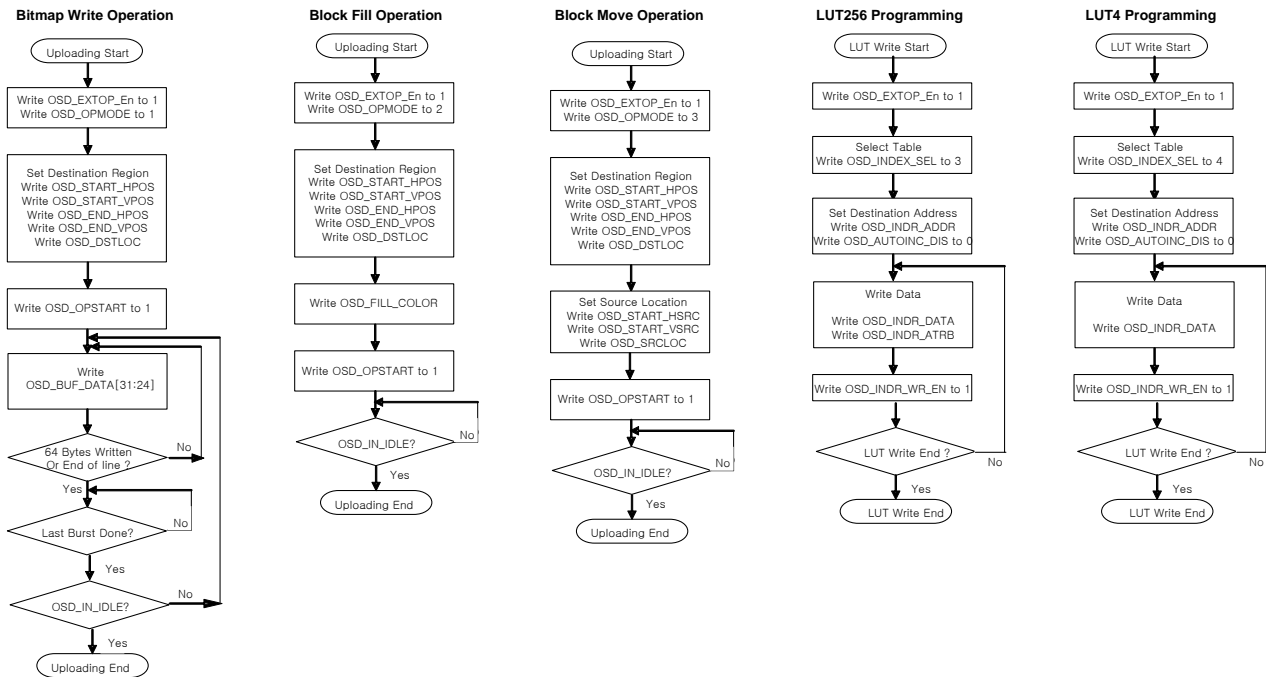 Bitmap Write Operation
Uploading Start
Write OSD_EXTOP_En to 1
Write OSD_OPMODE to 1
Set Destination Region
Write OSD_START_HPOS
Write OSD_START_VPOS
Write OSD_END_HPOS
Write OSD_END_VPOS
Write OSD_DSTLOC
Write OSD_OPSTART to 1
Write
OSD_BUF_DATA[31:24]
64 Bytes Written
Or End of line ?
No
Yes
Last Burst Done?
No
Yes
OSD_IN_IDLE?
No
Yes
Uploading End
Block Fill Operation
Uploading Start
Write OSD_EXTOP_En to 1
Write OSD_OPMODE to 2
Set Destination Region
Write OSD_START_HPOS
Write OSD_START_VPOS
Write OSD_END_HPOS
Write OSD_END_VPOS
Write OSD_DSTLOC
Write OSD_FILL_COLOR
Write OSD_OPSTART to 1
OSD_IN_IDLE?
No
Yes
Uploading End
Block Move Operation
Uploading Start
Write OSD_EXTOP_En to 1
Write OSD_OPMODE to 3
Set Destination Region
Write OSD_START_HPOS
Write OSD_START_VPOS
Write OSD_END_HPOS
Write OSD_END_VPOS
Write OSD_DSTLOC
Set Source Location
Write OSD_START_HSRC
Write OSD_START_VSRC
Write OSD_SRCLOC
Write OSD_OPSTART to 1
OSD_IN_IDLE?
No
Yes
Uploading End
LUT256 Programming
LUT Write Start
Write OSD_EXTOP_En to 1
Select Table
Write OSD_INDEX_SEL to 3
Set Destination Address
Write OSD_INDR_ADDR
Write OSD_AUTOINC_DIS to 0
Write Data
Write OSD_INDR_DATA
Write OSD_INDR_ATRB
Write OSD_INDR_WR_EN to 1
LUT Write End ?
No
Yes
LUT Write End
LUT4 Programming
LUT Write Start
Write OSD_EXTOP_En to 1
Select Table
Write OSD_INDEX_SEL to 4
Set Destination Address
Write OSD_INDR_ADDR
Write OSD_AUTOINC_DIS to 0
Write Data
Write OSD_INDR_DATA
Write OSD_INDR_WR_EN to 1
LUT Write End ?
No
Yes
LUT Write End